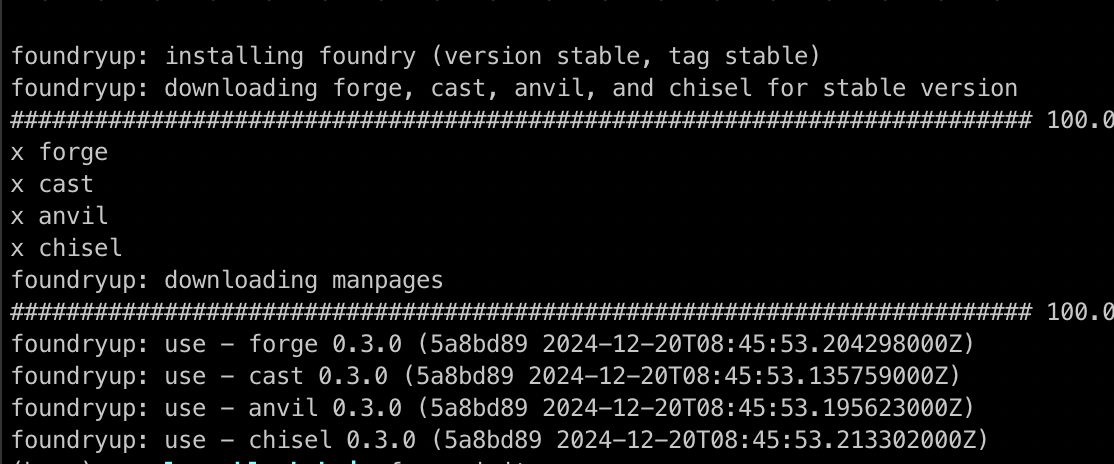 foundryup: installing foundry (version stable, tag stable)
foundryup: downloading forge, cast, anvil, and chisel for stable version
######################################################################### 100.0
x forge
x cast
x anvil
x chisel
foundryup: downloading manpages
######################################################################### 100.0
foundryup: use - forge 0.3.0 (5a8bd89 2024-12-20T08:45:53.204298000Z)
foundryup: use - cast 0.3.0 (5a8bd89 2024-12-20T08:45:53.135759000Z)
foundryup: use - anvil 0.3.0 (5a8bd89 2024-12-20T08:45:53.195623000Z)
foundryup: use - chisel 0.3.0 (5a8bd89 2024-12-20T08:45:53.213302000Z)